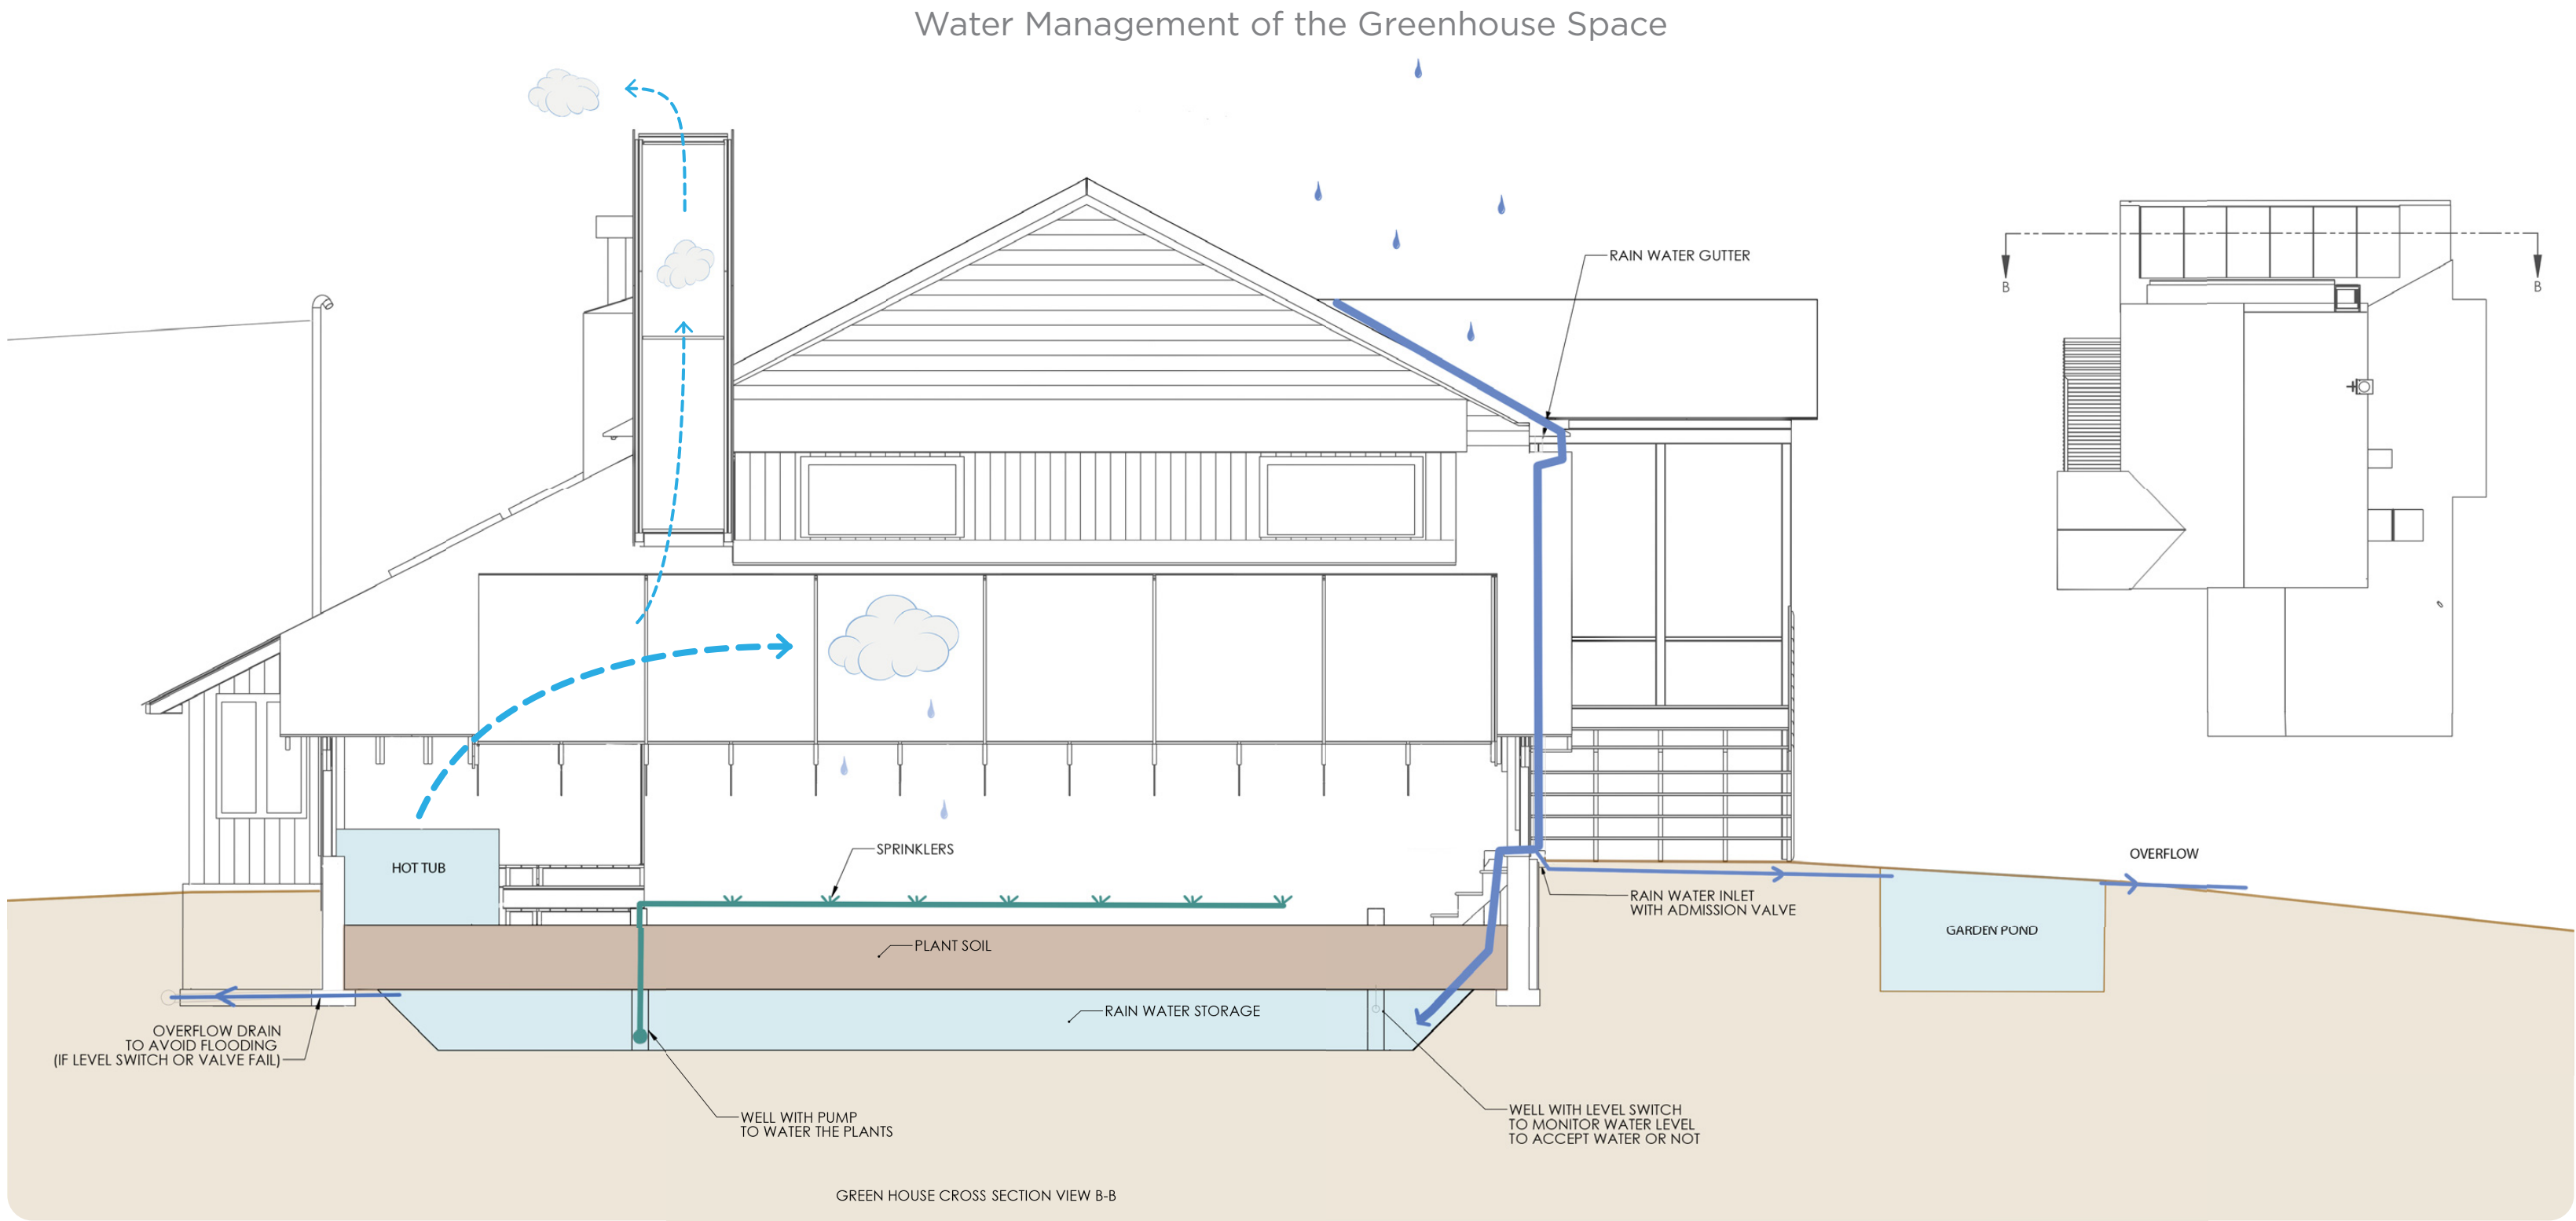 Water Management of the Greenhouse Space
RAIN WATER GUTTER
B
B
HOT TUB
SPRINKLERS
OVERFLOW
RAIN WATER INLET
WITH ADMISSION VALVE
GARDEN POND
PLANT SOIL
RAIN WATER STORAGE
OVERFLOW DRAIN
TO AVOID FLOODING
(IF LEVEL SWITCH OR VALVE FAIL)
WELL WITH PUMP
TO WATER THE PLANTS
WELL WITH LEVEL SWITCH
TO MONITOR WATER LEVEL
TO ACCEPT WATER OR NOT
GREEN HOUSE CROSS SECTION VIEW B-B